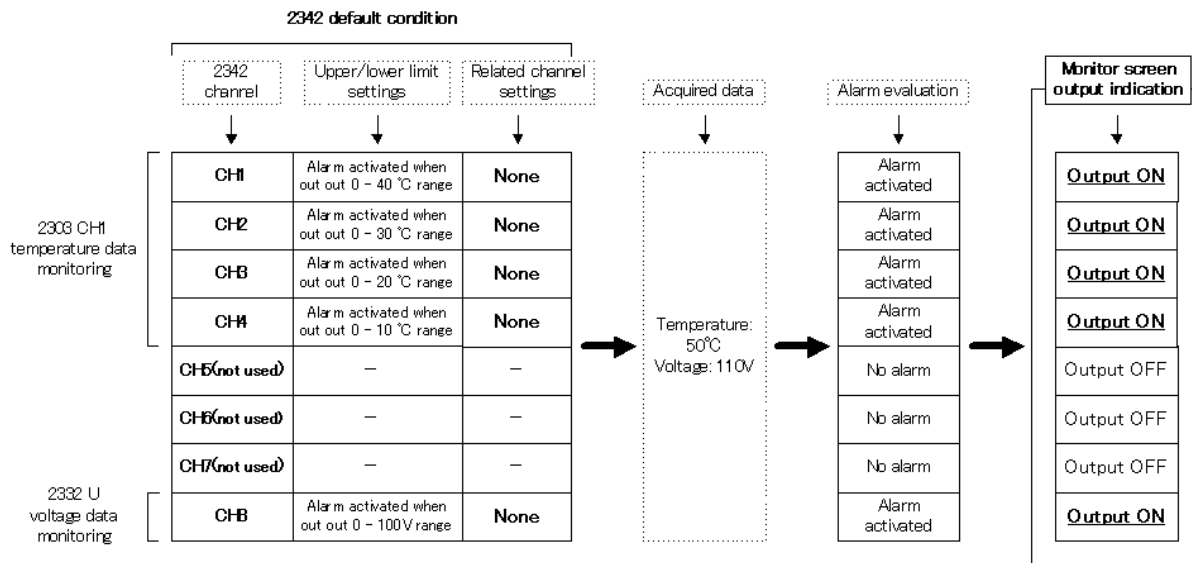 2342 default condition
2342
channel
Upper/lower limit
settings
Related channel
settings
Acquired data
Alarm evaluation
Monitor screen
output indication
2303 CH1
temperature data
monitoring
CH1
Alarm activated when
out out 0 - 40 °C range
None
Alarm
activated
Output ON
CH2
Alarm activated when
out out 0 - 30 °C range
None
Alarm
activated
Output ON
CH3
Alarm activated when
out out 0 - 20 °C range
None
Alarm
activated
Output ON
CH4
Alarm activated when
out out 0 - 10 °C range
None
Alarm
activated
Output ON
Temperature:
50°C
Voltage: 110V
CH5(not used)
–
–
No alarm
Output OFF
CH6(not used)
–
–
No alarm
Output OFF
CH7(not used)
–
–
No alarm
Output OFF
2332 U
voltage data
monitoring
CH8
Alarm activated when
out out 0 - 100V range
None
Alarm
activated
Output ON